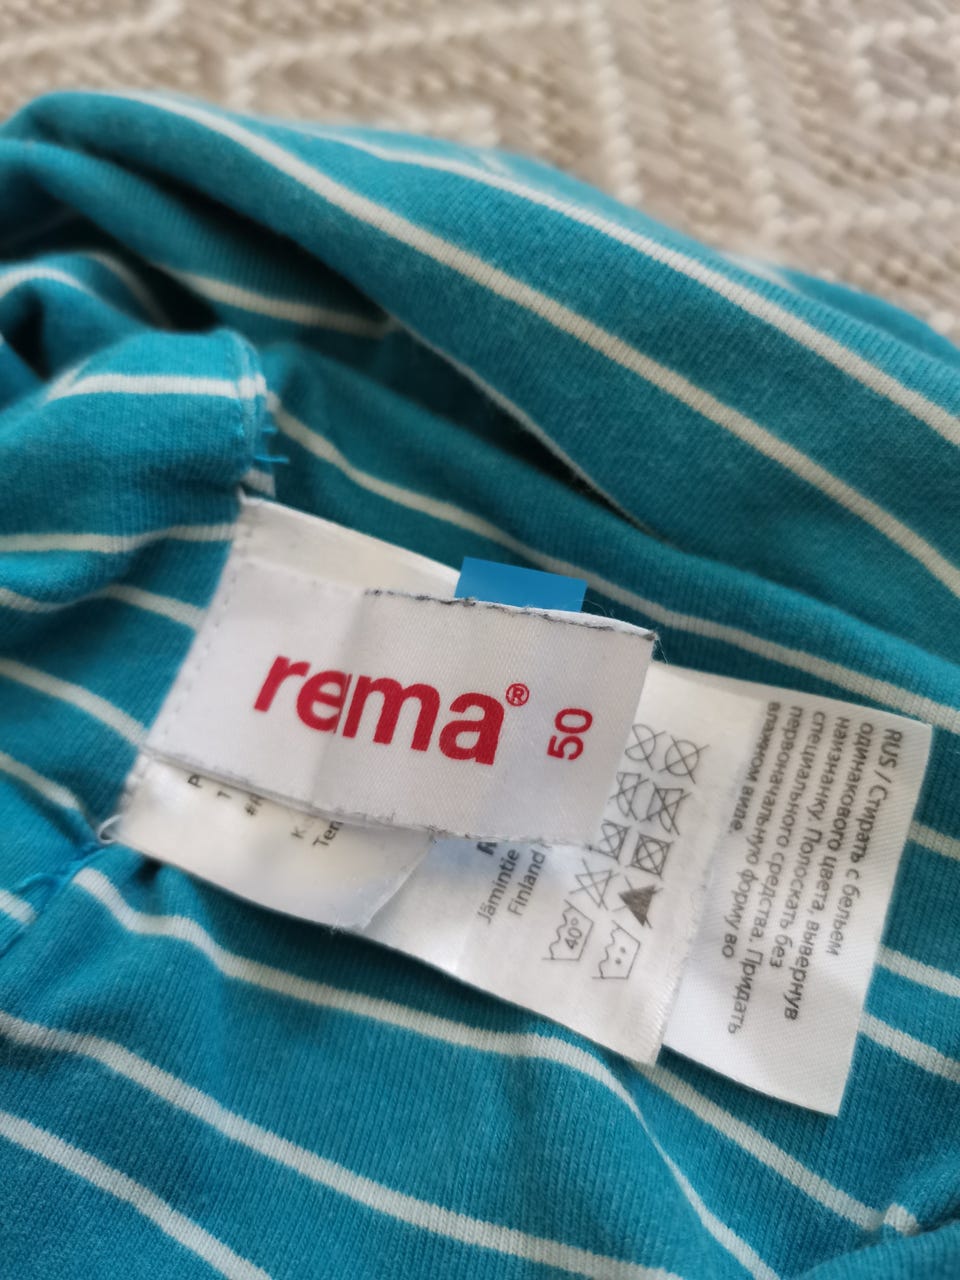 rema®
50
Jämintie
Finland
40°
RUS / Стирать с бельем
одинакового цвета, вывернув
наизнанку. Полоскать без
специального средства. Придать
первоначальную форму во
влажном виде